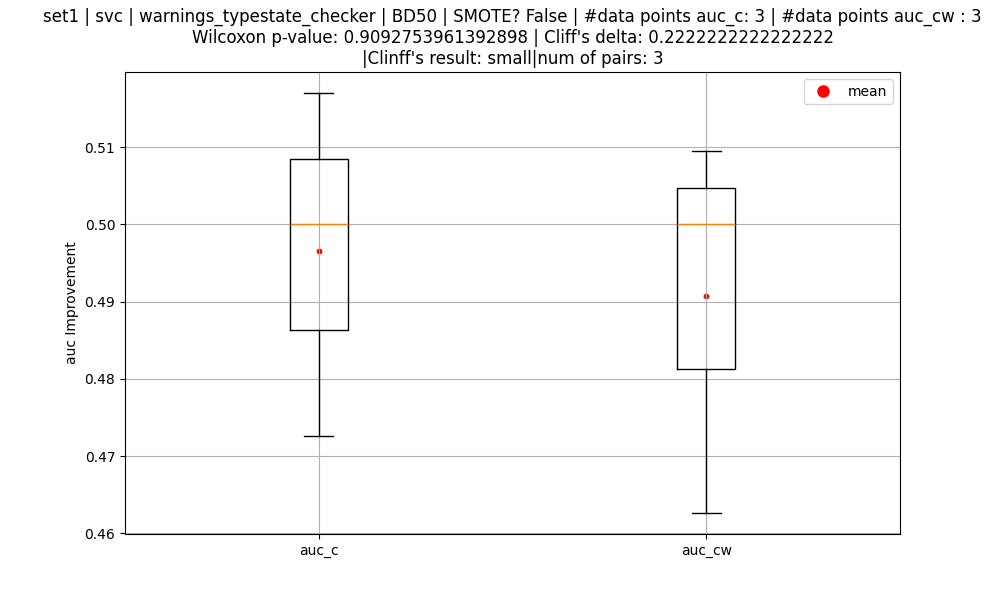 set1 | svc | warnings_typestate_checker | BD50 | SMOTE? False | #data points auc_c: 3 | #data points auc_cw : 3
Wilcoxon p-value: 0.9092753961392898 | Cliff's delta: 0.2222222222222222
|Clinff's result: small|num of pairs: 3
mean
0.51
0.50
0.49
0.48
0.47
0.46
auc Improvement
auc_c
auc_cw